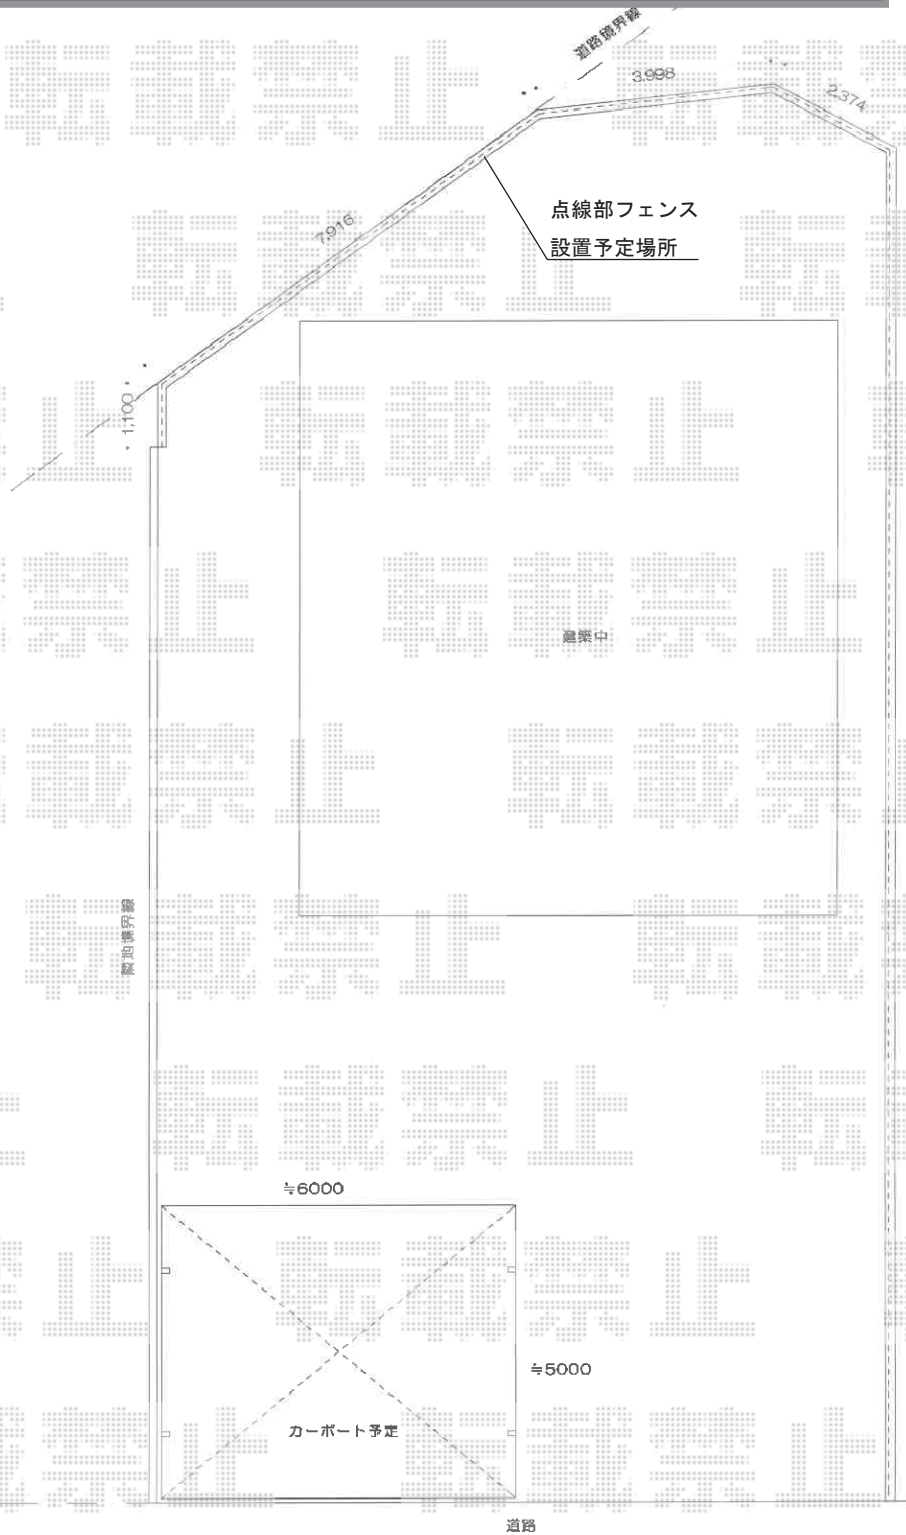 道路境界線
3,998
2,374
7,916
点線部フェンス
設置予定場所
1,100
建築中
隣地境界線
≒6000
≒5000
カーポート予定
道路
転載禁止